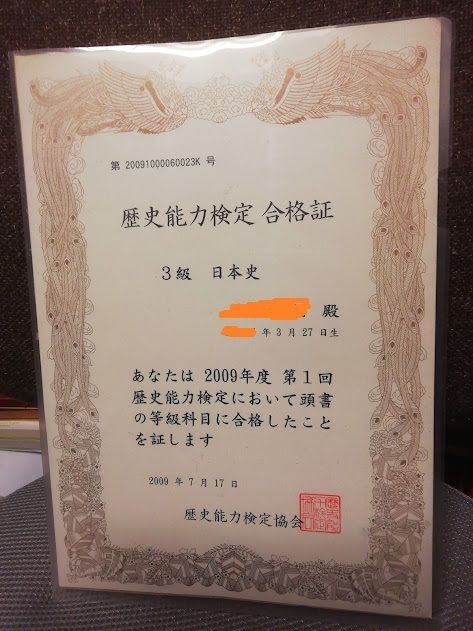 第 20091000060023K 号
歴史能力検定 合格証
3級 日本史
殿
年 3 月 27 日生
あなたは 2009年度 第1回
歴史能力検定において頭書
の等級科目に合格したこと
を証します
2009 年 7 月 17 日
歴史能力検定協会